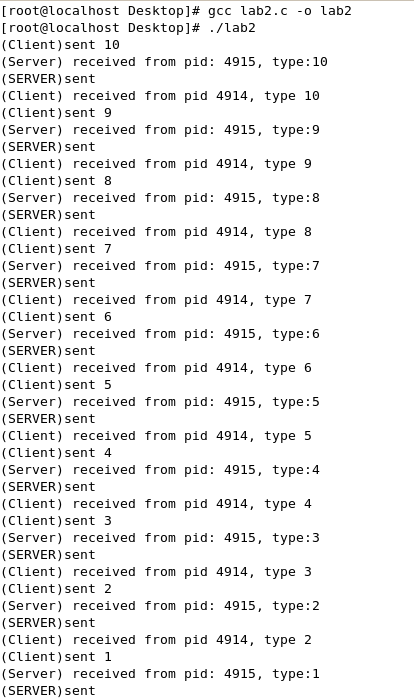 [root@localhost Desktop]# gcc lab2.c -o lab2
[root@localhost Desktop]# ./lab2
(Client)sent 10
(Server) received from pid: 4915, type:10
(SERVER)sent
(Client) received from pid 4914, type 10
(Client)sent 9
(Server) received from pid: 4915, type:9
(SERVER)sent
(Client) received from pid 4914, type 9
(Client)sent 8
(Server) received from pid: 4915, type:8
(SERVER)sent
(Client) received from pid 4914, type 8
(Client)sent 7
(Server) received from pid: 4915, type:7
(SERVER)sent
(Client) received from pid 4914, type 7
(Client)sent 6
(Server) received from pid: 4915, type:6
(SERVER)sent
(Client) received from pid 4914, type 6
(Client)sent 5
(Server) received from pid: 4915, type:5
(SERVER)sent
(Client) received from pid 4914, type 5
(Client)sent 4
(Server) received from pid: 4915, type:4
(SERVER)sent
(Client) received from pid 4914, type 4
(Client)sent 3
(Server) received from pid: 4915, type:3
(SERVER)sent
(Client) received from pid 4914, type 3
(Client)sent 2
(Server) received from pid: 4915, type:2
(SERVER)sent
(Client) received from pid 4914, type 2
(Client)sent 1
(Server) received from pid: 4915, type:1
(SERVER)sent